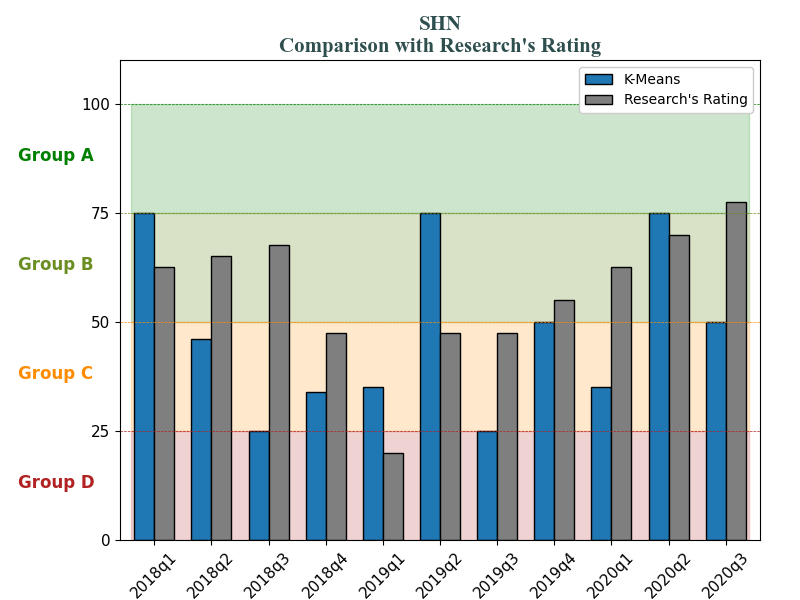 SHN
Comparison with Research's Rating
K-Means
Research's Rating
100
Group A
75
Group B
50
Group C
25
Group D
0
2018q1 2018q2 2018q3 2018q4 2019q1 2019q2 2019q3 2019q4 2020q1 2020q2 2020q3